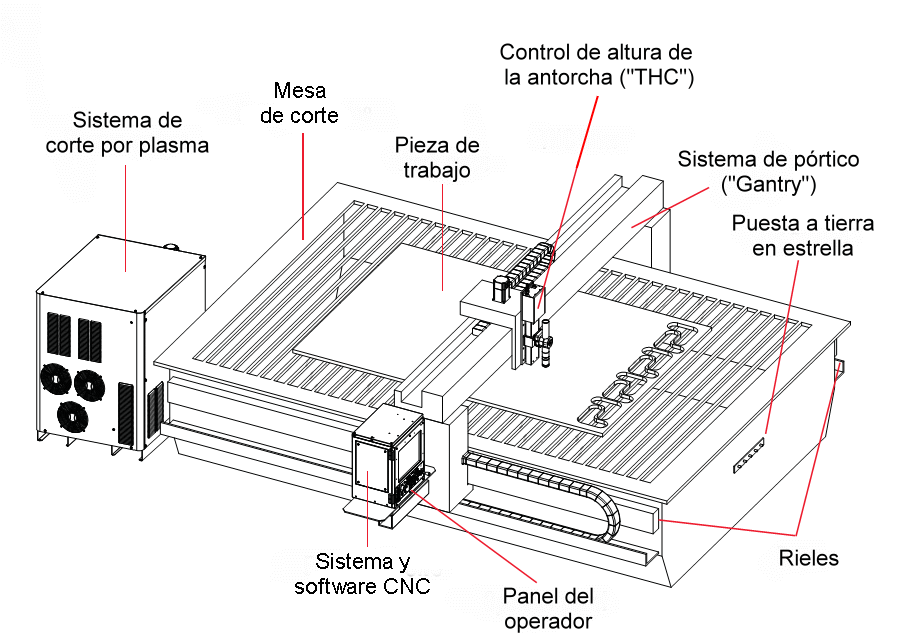 Control de altura de
la antorcha ("THC")
Mesa
de corte
Sistema de
corte por plasma
Pieza de
trabajo
Sistema de pórtico
("Gantry")
Puesta a tierra
en estrella
Sistema y
software CNC
Panel del
operador
Rieles